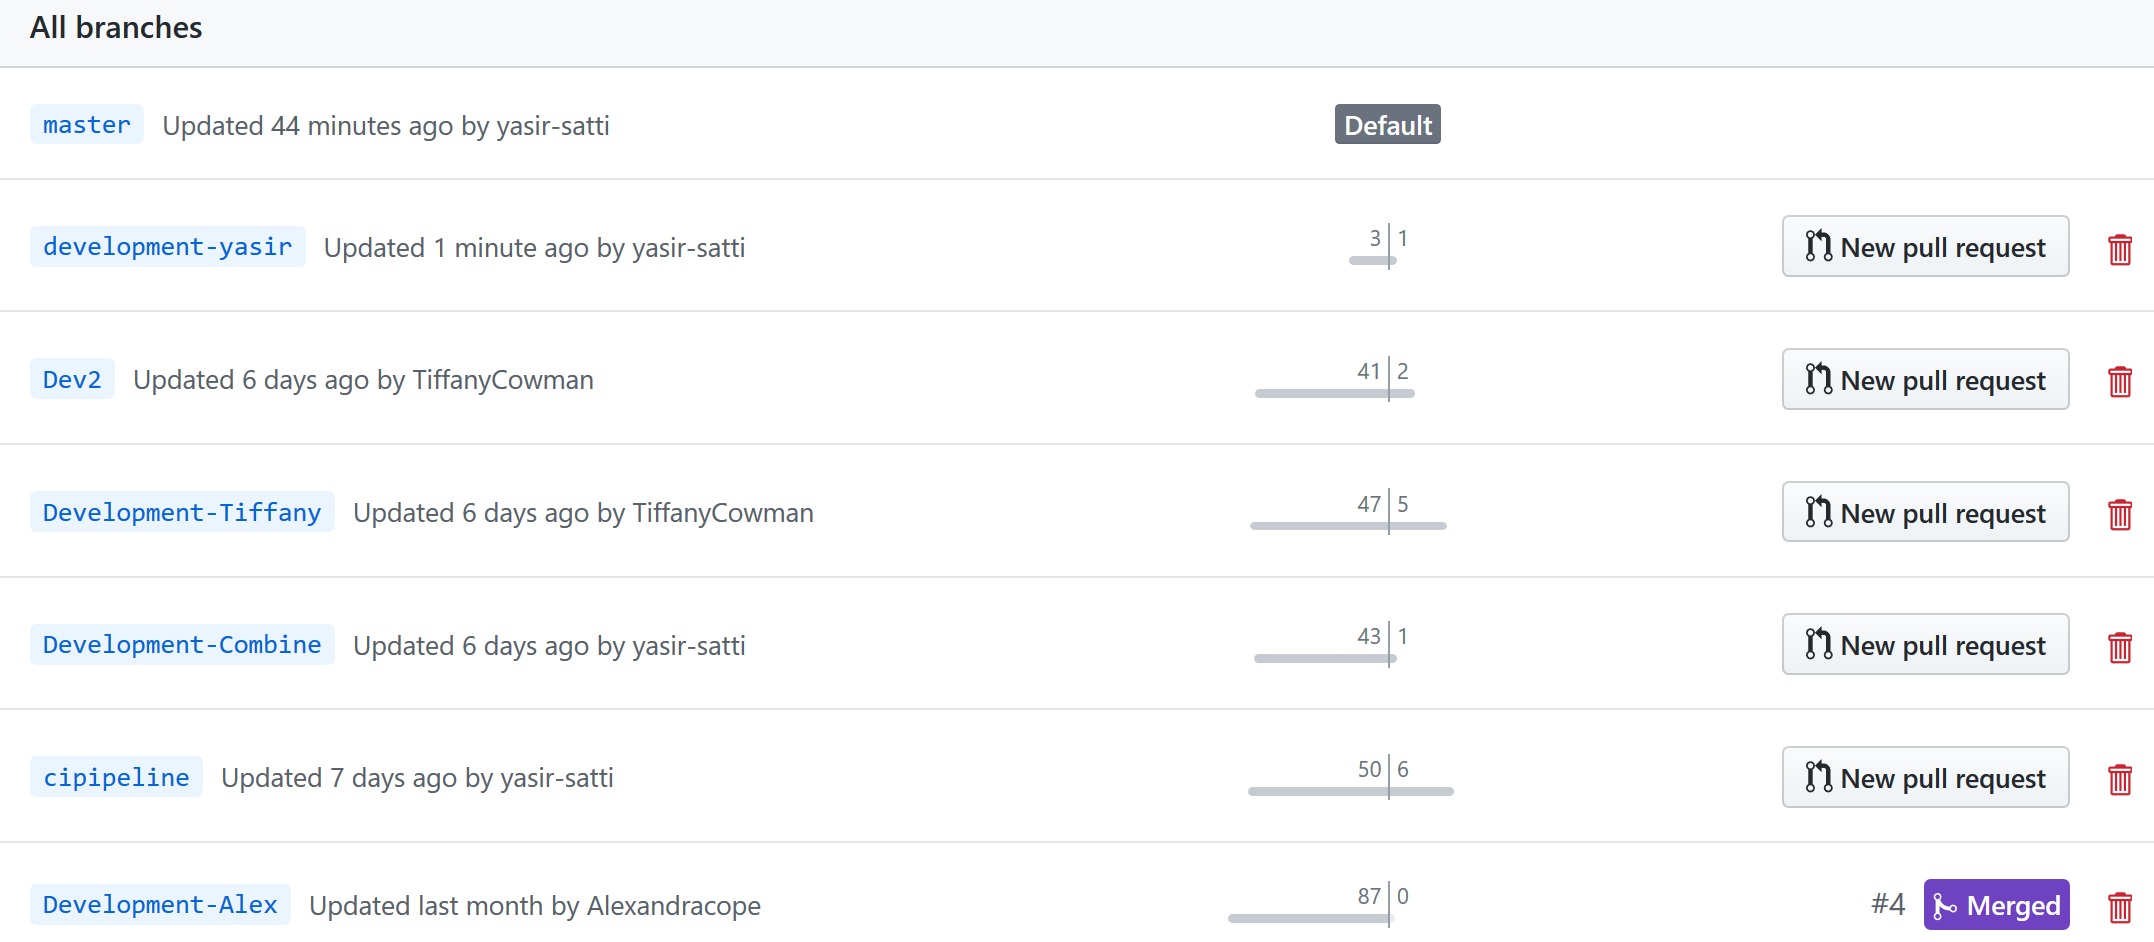 All branches
master Updated 44 minutes ago by yasir-satti Default
development-yasir Updated 1 minute ago by yasir-satti 3 1 New pull request
Dev2 Updated 6 days ago by TiffanyCowman 41 2 New pull request
Development-Tiffany Updated 6 days ago by TiffanyCowman 47 5 New pull request
Development-Combine Updated 6 days ago by yasir-satti 43 1 New pull request
cipipeline Updated 7 days ago by yasir-satti 50 6 New pull request
Development-Alex Updated last month by Alexandracope 87 0 #4 Merged